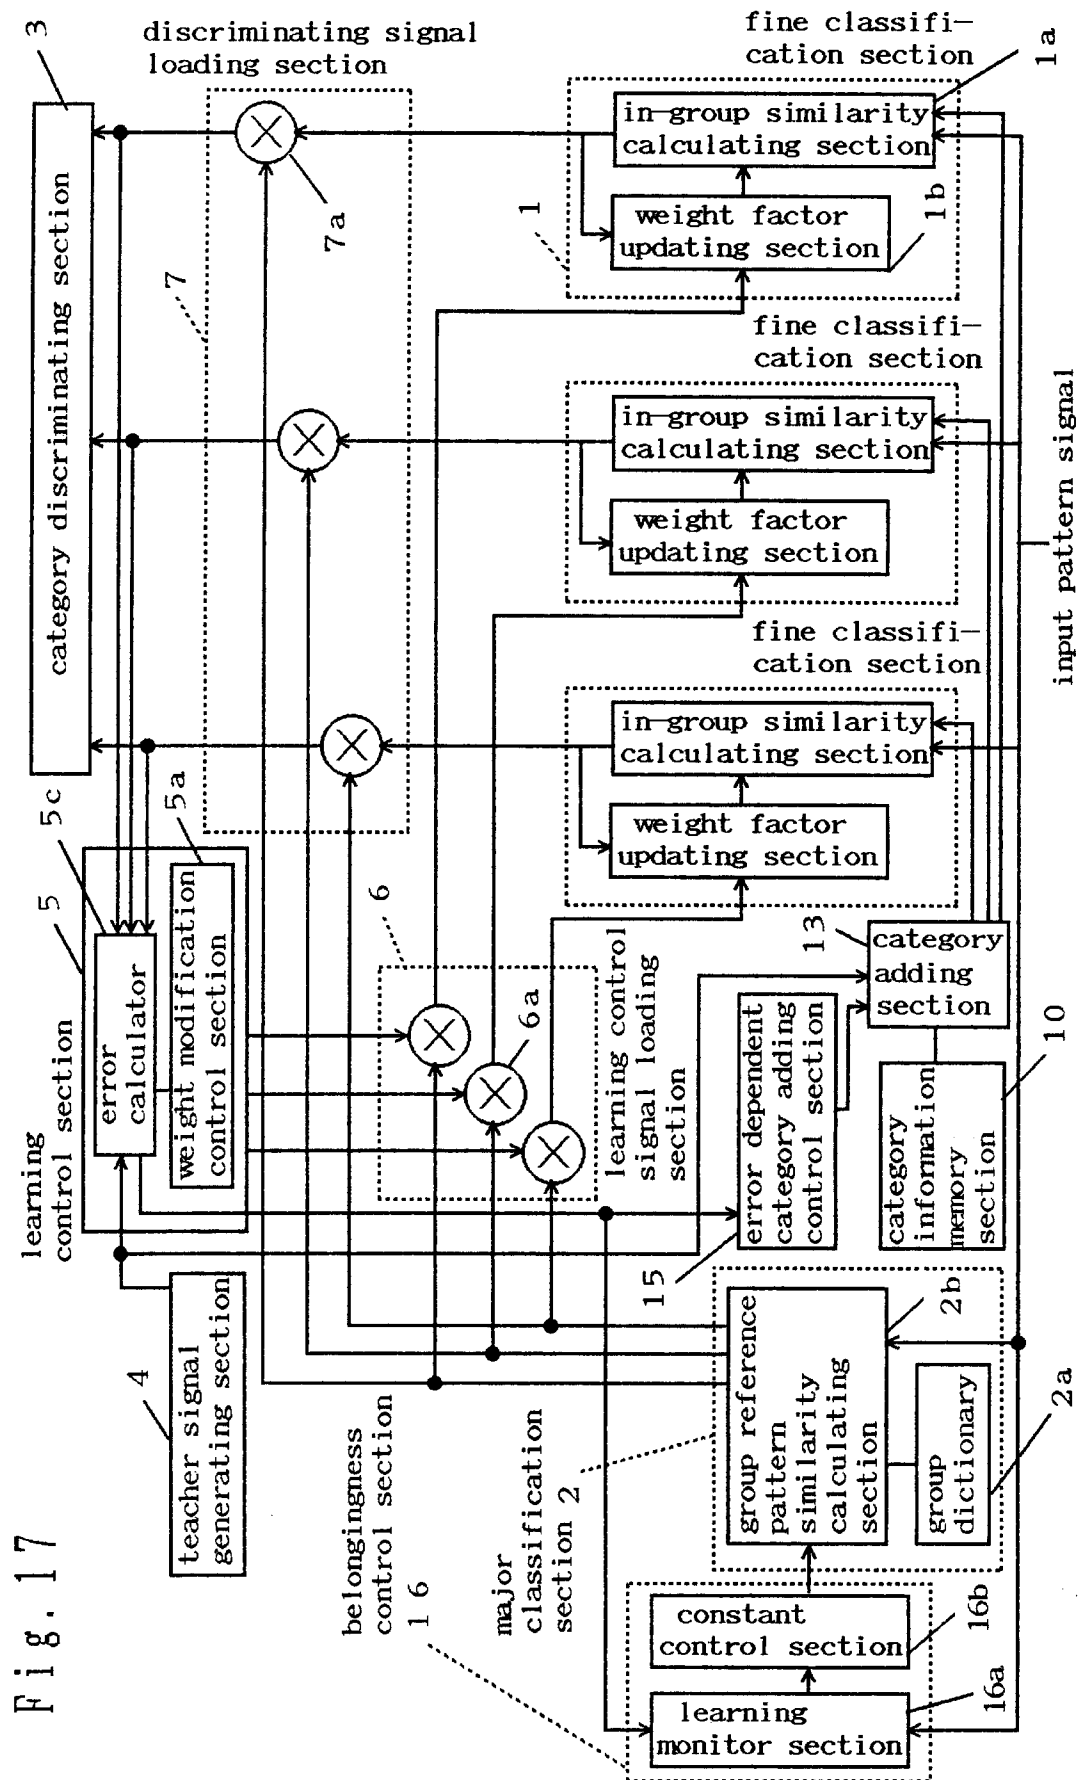 Fig. 17
3
category discriminating section
discriminating signal
loading section
7
7a
fine classifi-
cation section
1a
in-group similarity
calculating section
1
weight factor
updating section
1b
fine classifi-
cation section
in-group similarity
calculating section
weight factor
updating section
fine classifi-
cation section
in-group similarity
calculating section
weight factor
updating section
input pattern signal
learning
control section
5
5c
error
calculator
5a
weight modification
control section
6
6a
learning control
signal loading
section
4
teacher signal
generating section
13
category
adding
section
error dependent
category adding
control section
15
10
category
information
memory
section
belongingness
control section
16
major
classification
section 2
group reference
pattern
similarity
calculating
section
2b
group
dictionary
2a
constant
control section
16b
learning
monitor section
16a